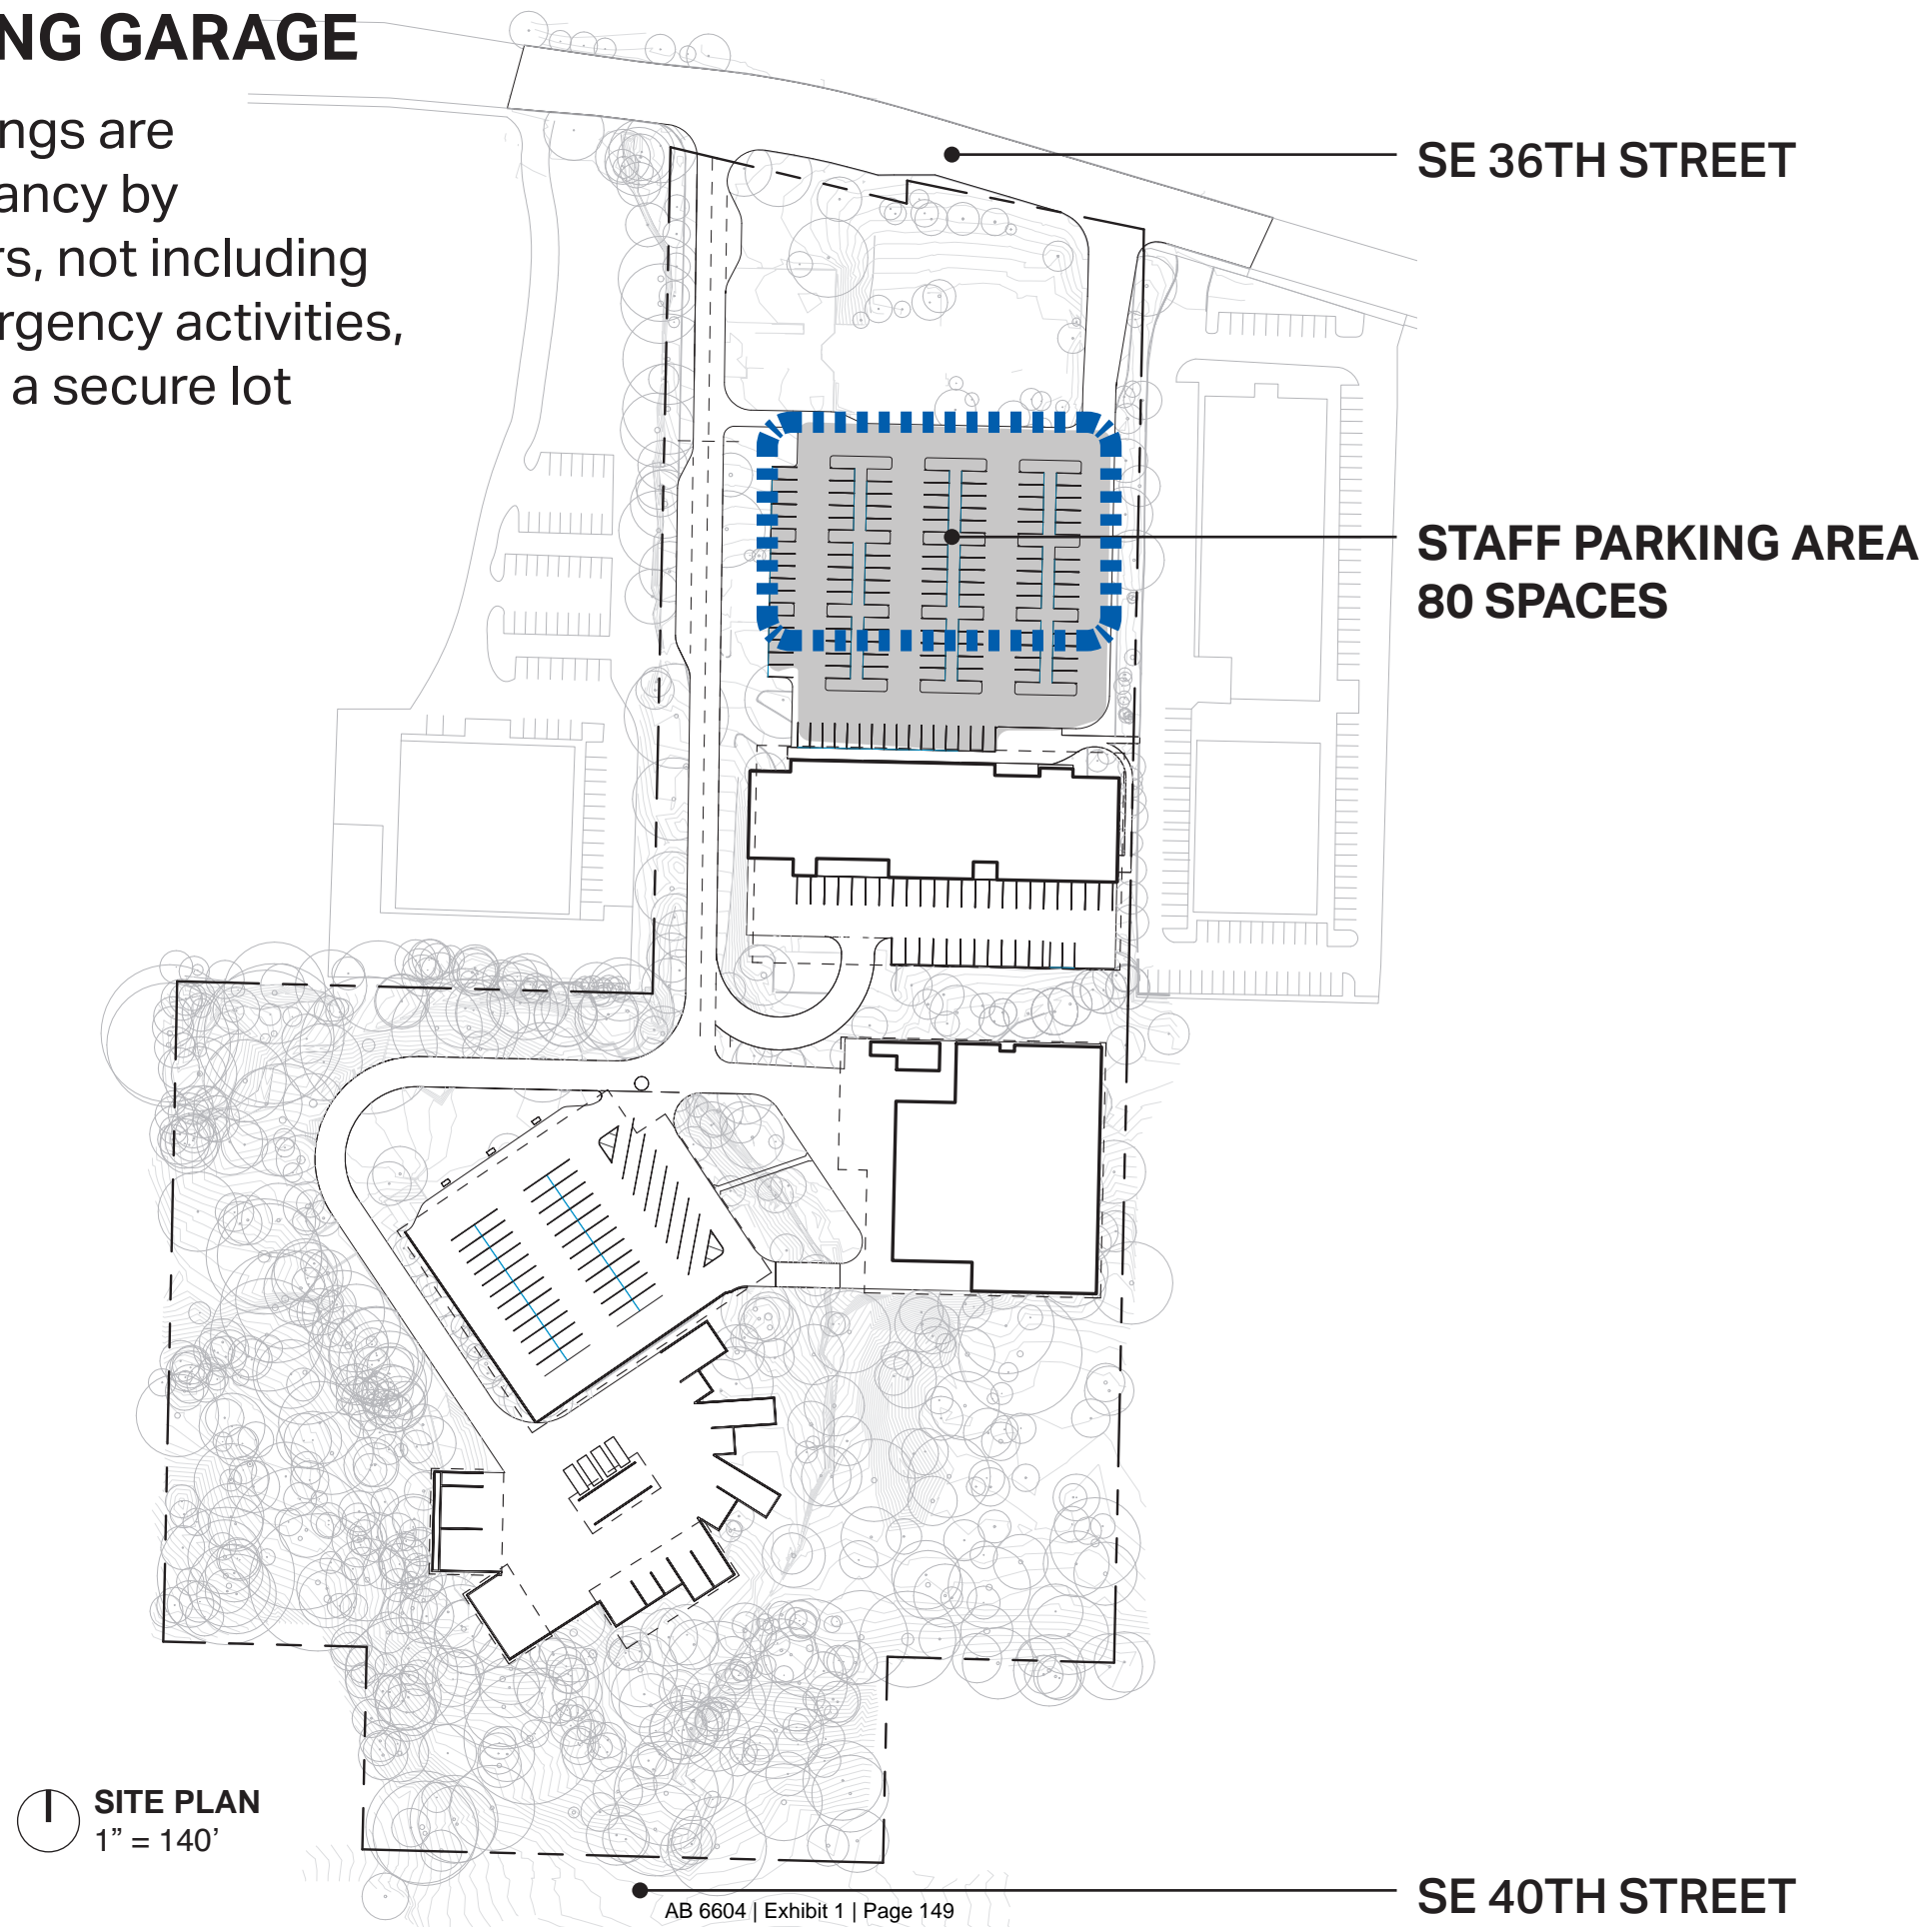 NG GARAGE
ngs are
ancy by
rs, not including
rgency activities,
a secure lot
SE 36TH STREET
STAFF PARKING AREA
80 SPACES
SITE PLAN
1” = 140’
SE 40TH STREET
AB 6604 | Exhibit 1 | Page 149